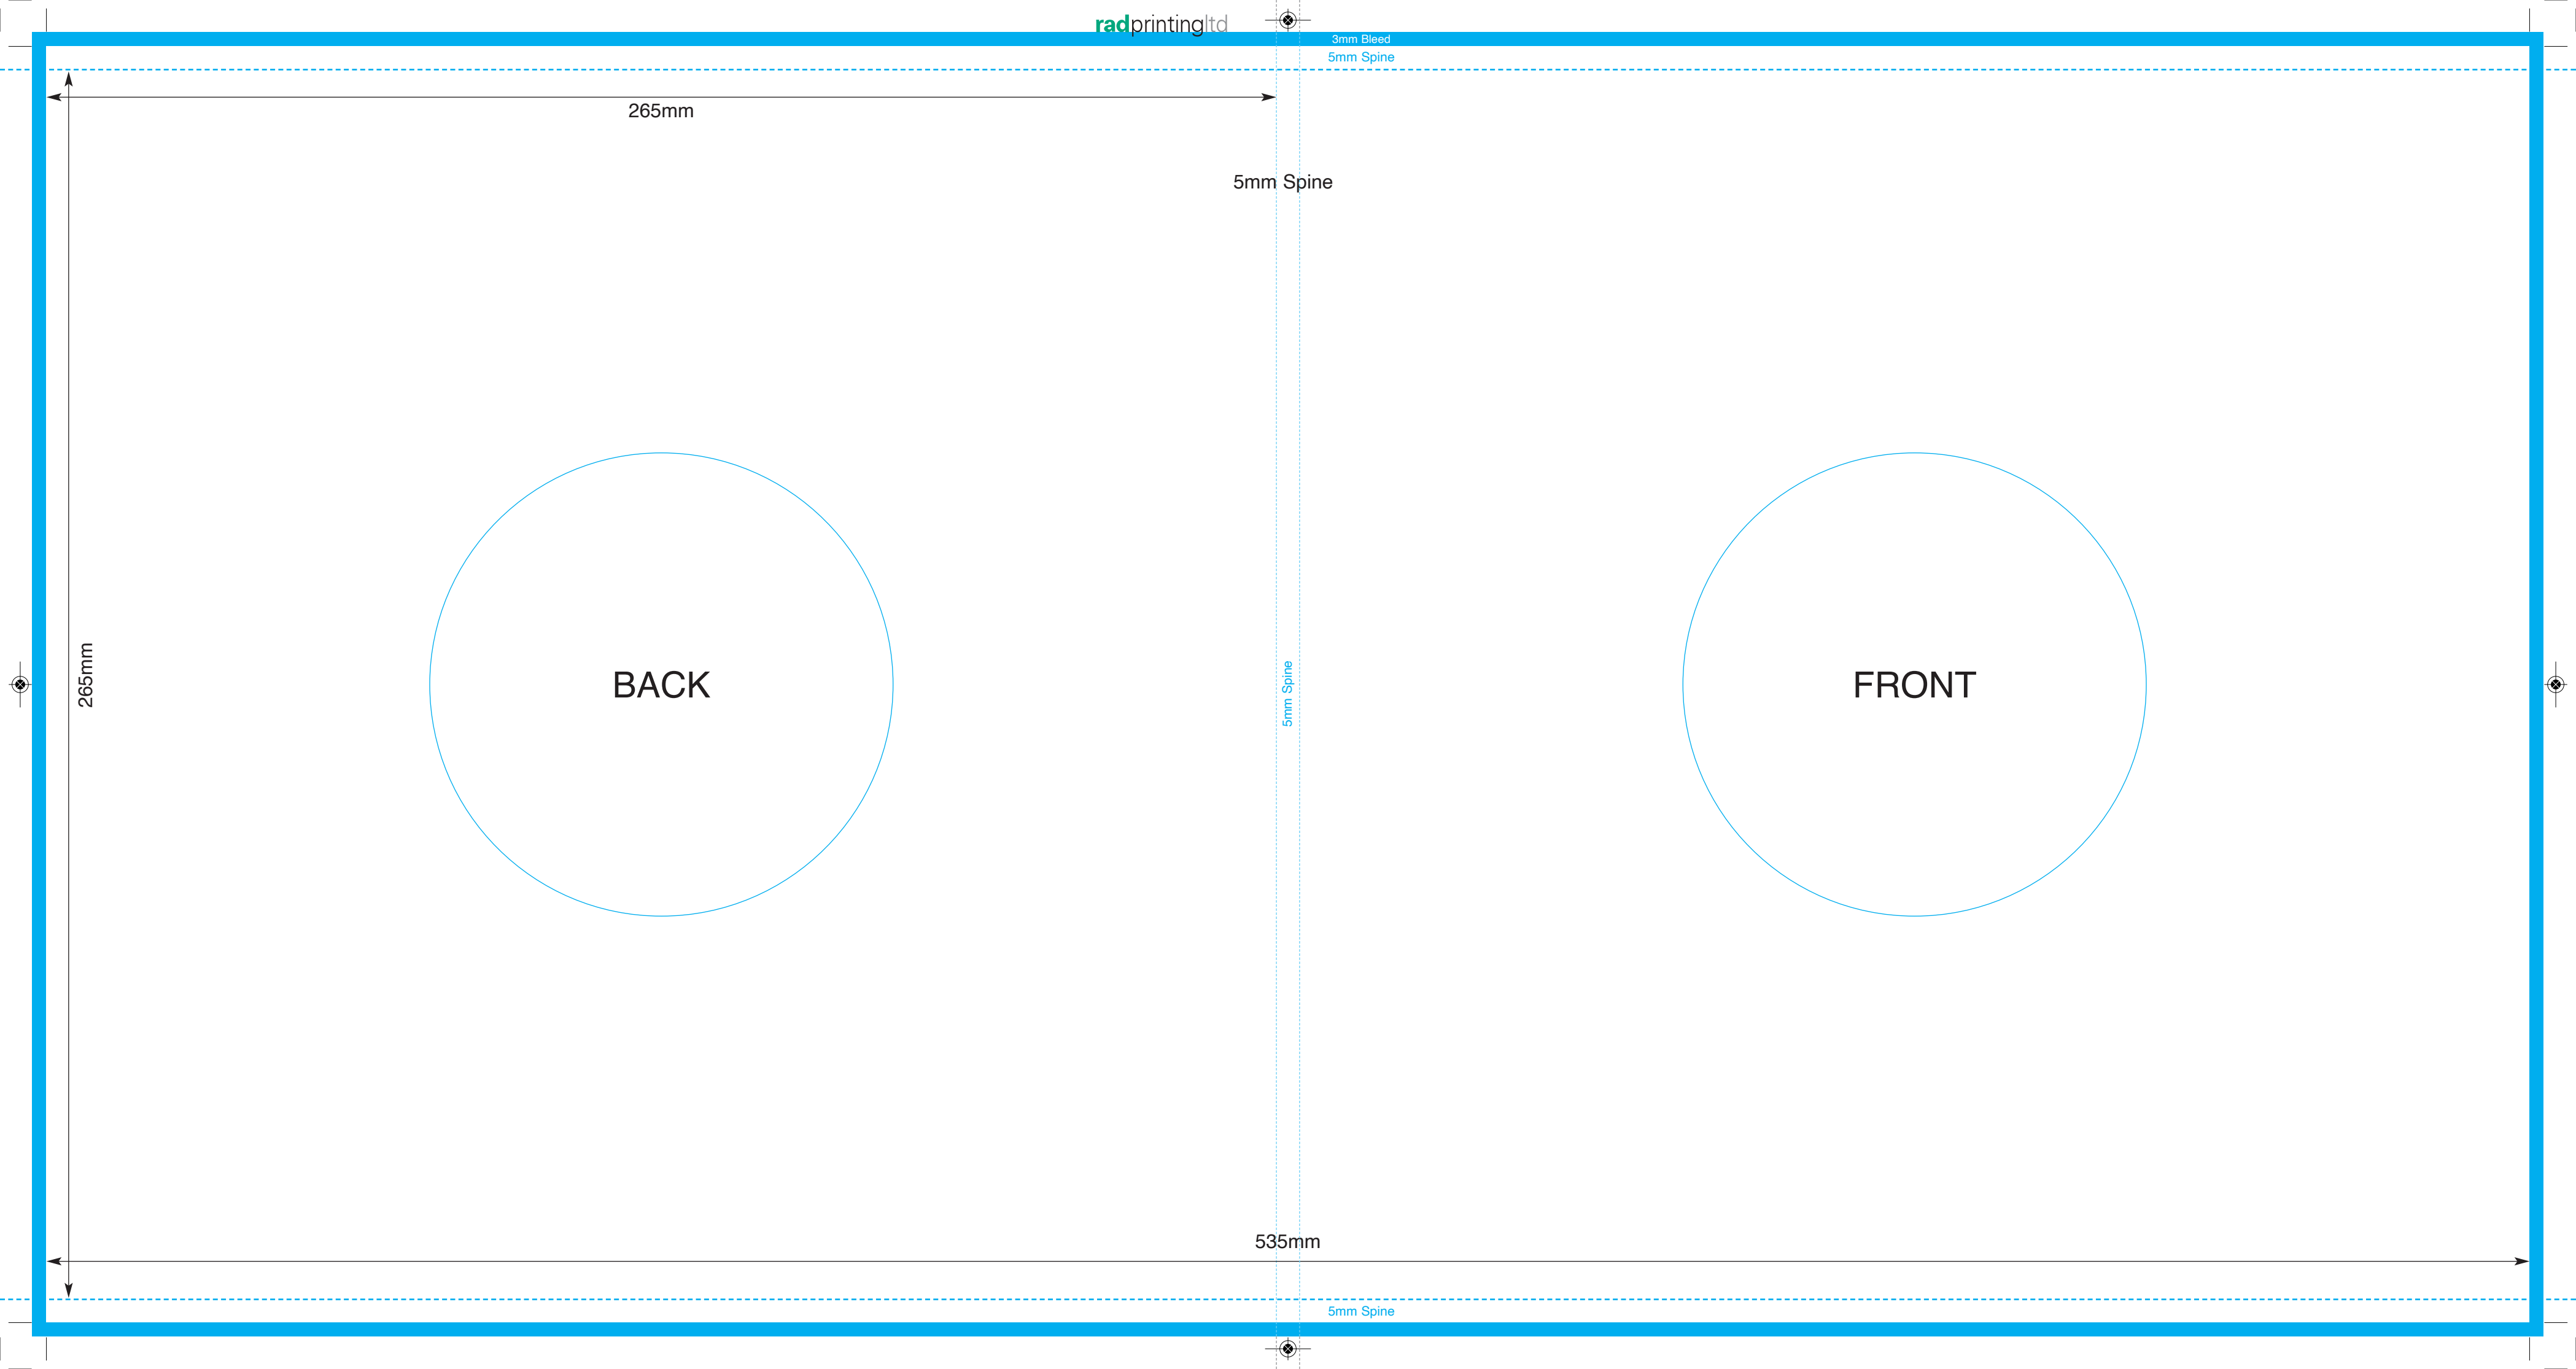 radprintingltd
3mm Bleed
5mm Spine
265mm
5mm Spine
265mm
BACK
5mm Spine
FRONT
535mm
5mm Spine